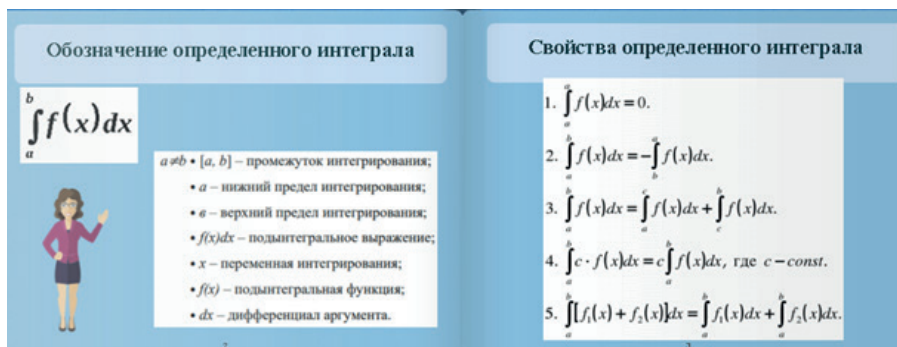 Обозначение определенного интеграла
b
∫f(x)dx
a
a≠b • [a, b] – промежуток интегрирования;
• a – нижний предел интегрирования;
• в – верхний предел интегрирования;
• f(x)dx – подынтегральное выражение;
• x – переменная интегрирования;
• f(x) – подынтегральная функция;
• dx – дифференциал аргумента.
Свойства определенного интеграла
1. ∫ₐᵃ f(x)dx = 0.
2. ∫ₐᵇ f(x)dx = –∫_b^a f(x)dx.
3. ∫ₐᵇ f(x)dx = ∫ₐᶜ f(x)dx + ∫_c^b f(x)dx.
4. ∫ₐᵇ c · f(x)dx = c∫ₐᵇ f(x)dx, где c – const.
5. ∫ₐᵇ [f₁(x) + f₂(x)]dx = ∫ₐᵇ f₁(x)dx + ∫ₐᵇ f₂(x)dx.